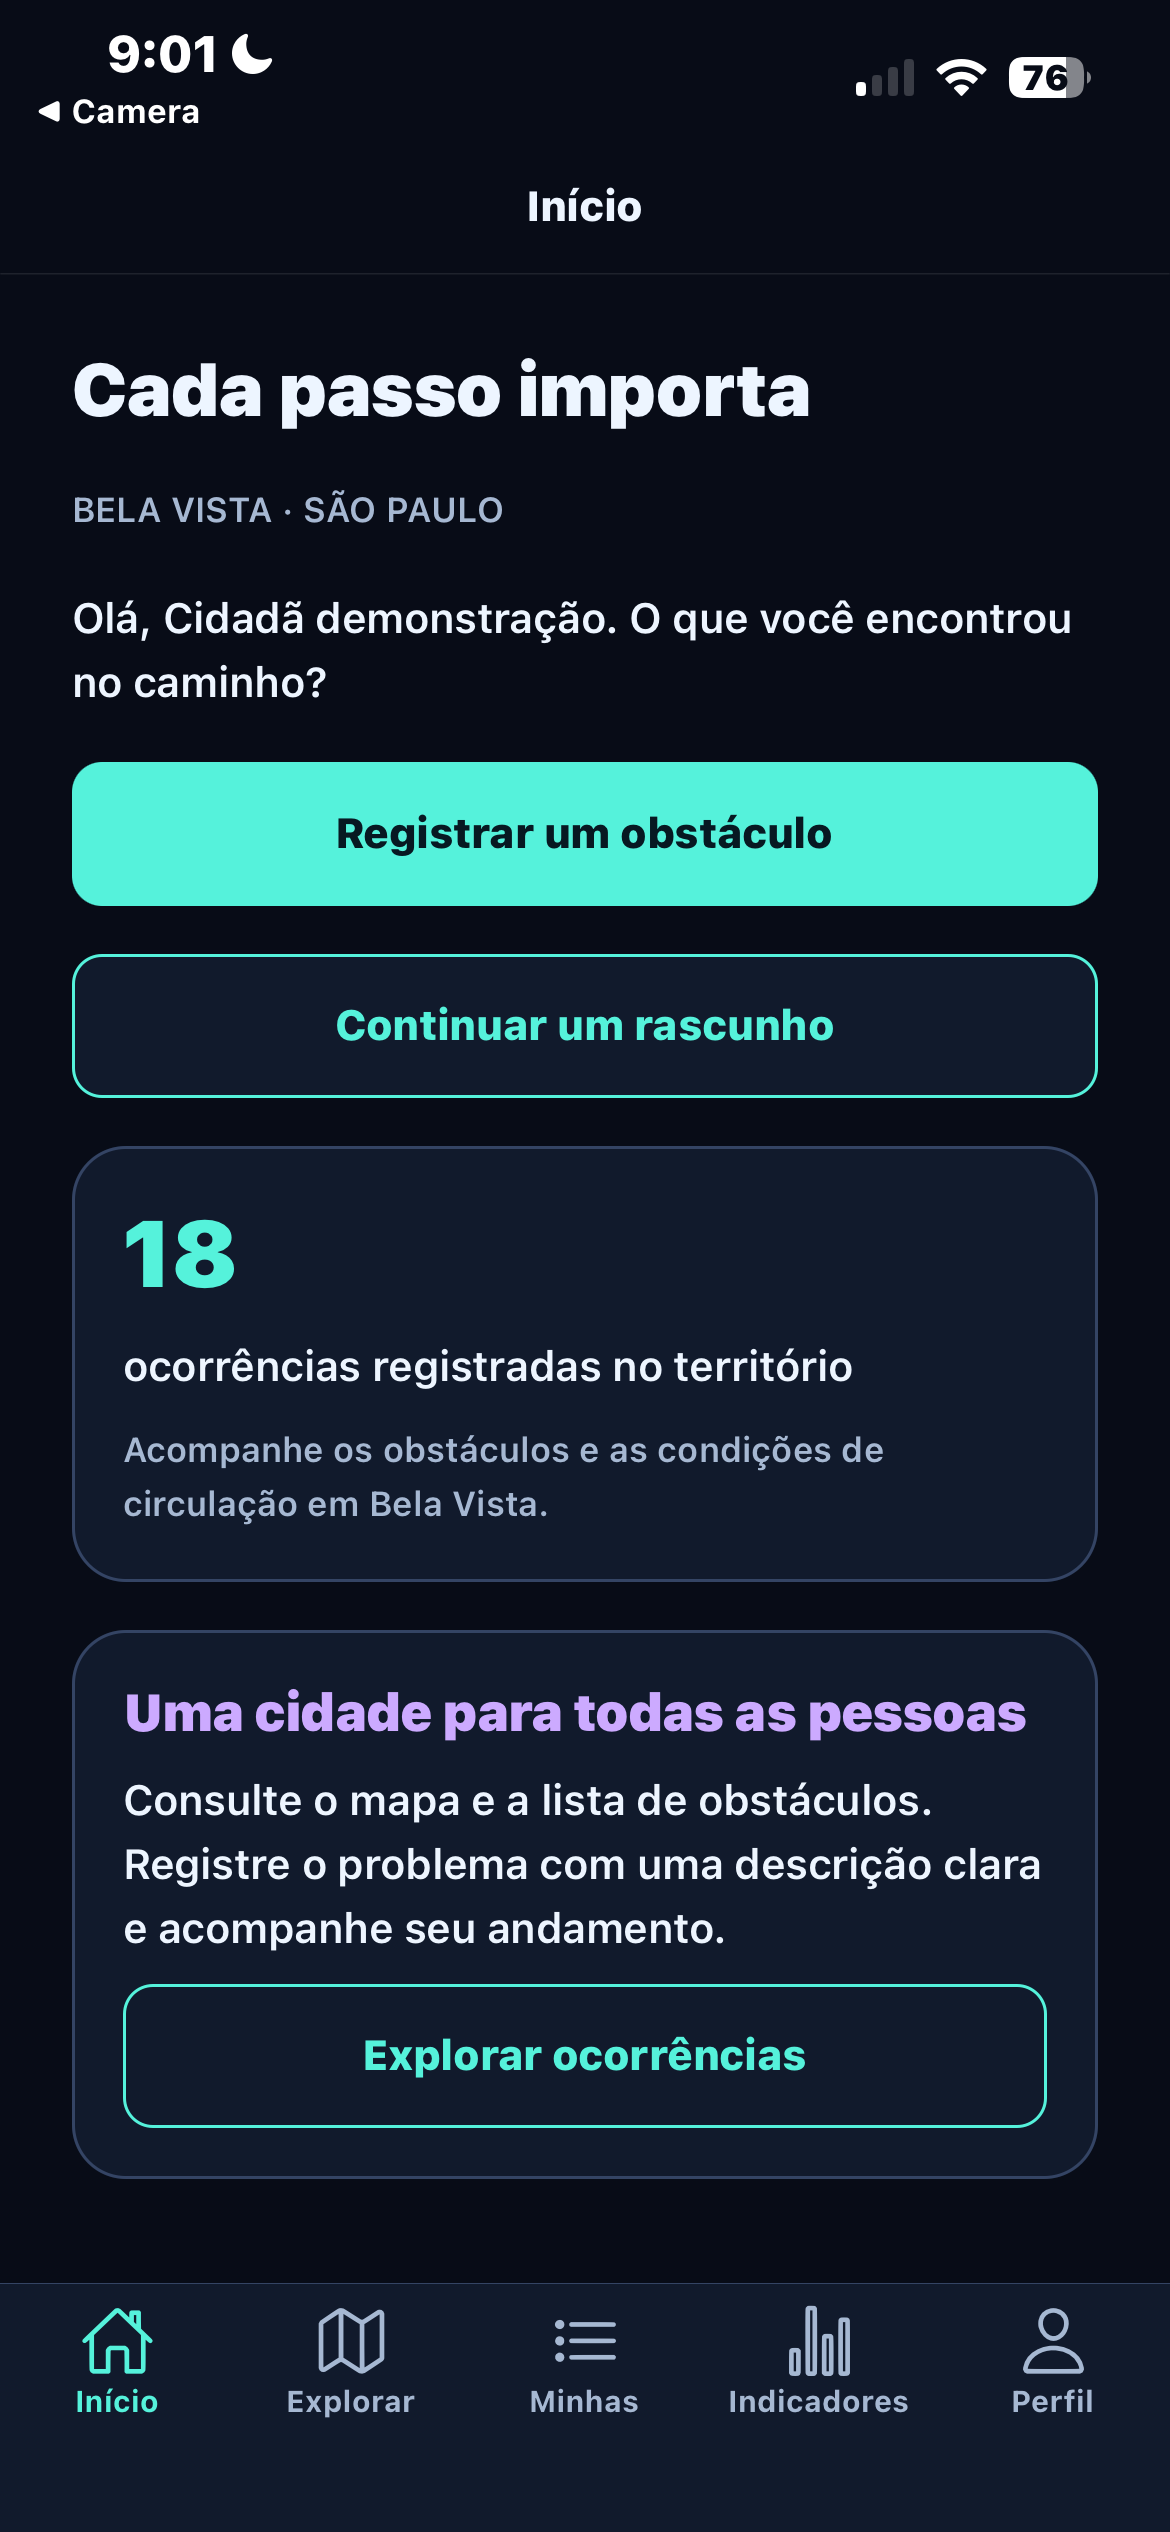 9:01
76
Camera
Início
Cada passo importa
BELA VISTA · SÃO PAULO
Olá, Cidadã demonstração. O que você encontrou
no caminho?
Registrar um obstáculo
Continuar um rascunho
18
ocorrências registradas no território
Acompanhe os obstáculos e as condições de
circulação em Bela Vista.
Uma cidade para todas as pessoas
Consulte o mapa e a lista de obstáculos.
Registre o problema com uma descrição clara
e acompanhe seu andamento.
Explorar ocorrências
Início
Explorar
Minhas
Indicadores
Perfil